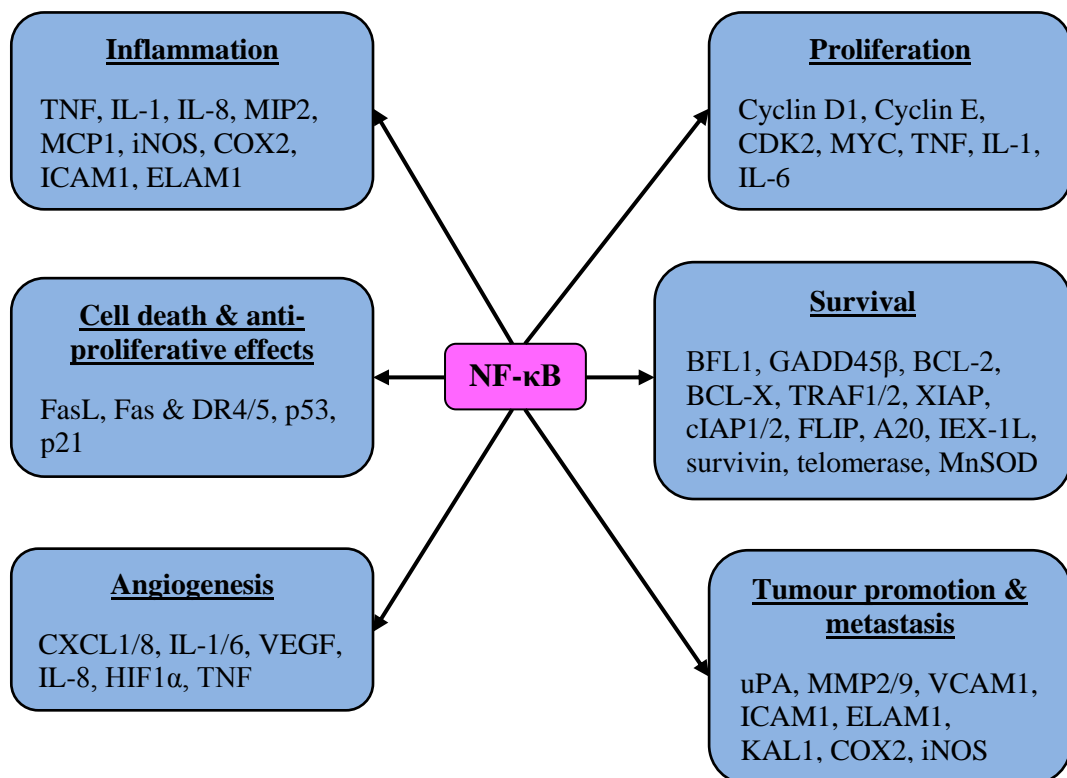 Inflammation
TNF, IL-1, IL-8, MIP2,
MCP1, iNOS, COX2,
ICAM1, ELAM1
Proliferation
Cyclin D1, Cyclin E,
CDK2, MYC, TNF, IL-1,
IL-6
Cell death & anti-
proliferative effects
FasL, Fas & DR4/5, p53,
p21
NF-κB
Survival
BFL1, GADD45β, BCL-2,
BCL-X, TRAF1/2, XIAP,
cIAP1/2, FLIP, A20, IEX-1L,
survivin, telomerase, MnSOD
Angiogenesis
CXCL1/8, IL-1/6, VEGF,
IL-8, HIF1α, TNF
Tumour promotion &
metastasis
uPA, MMP2/9, VCAM1,
ICAM1, ELAM1,
KAL1, COX2, iNOS